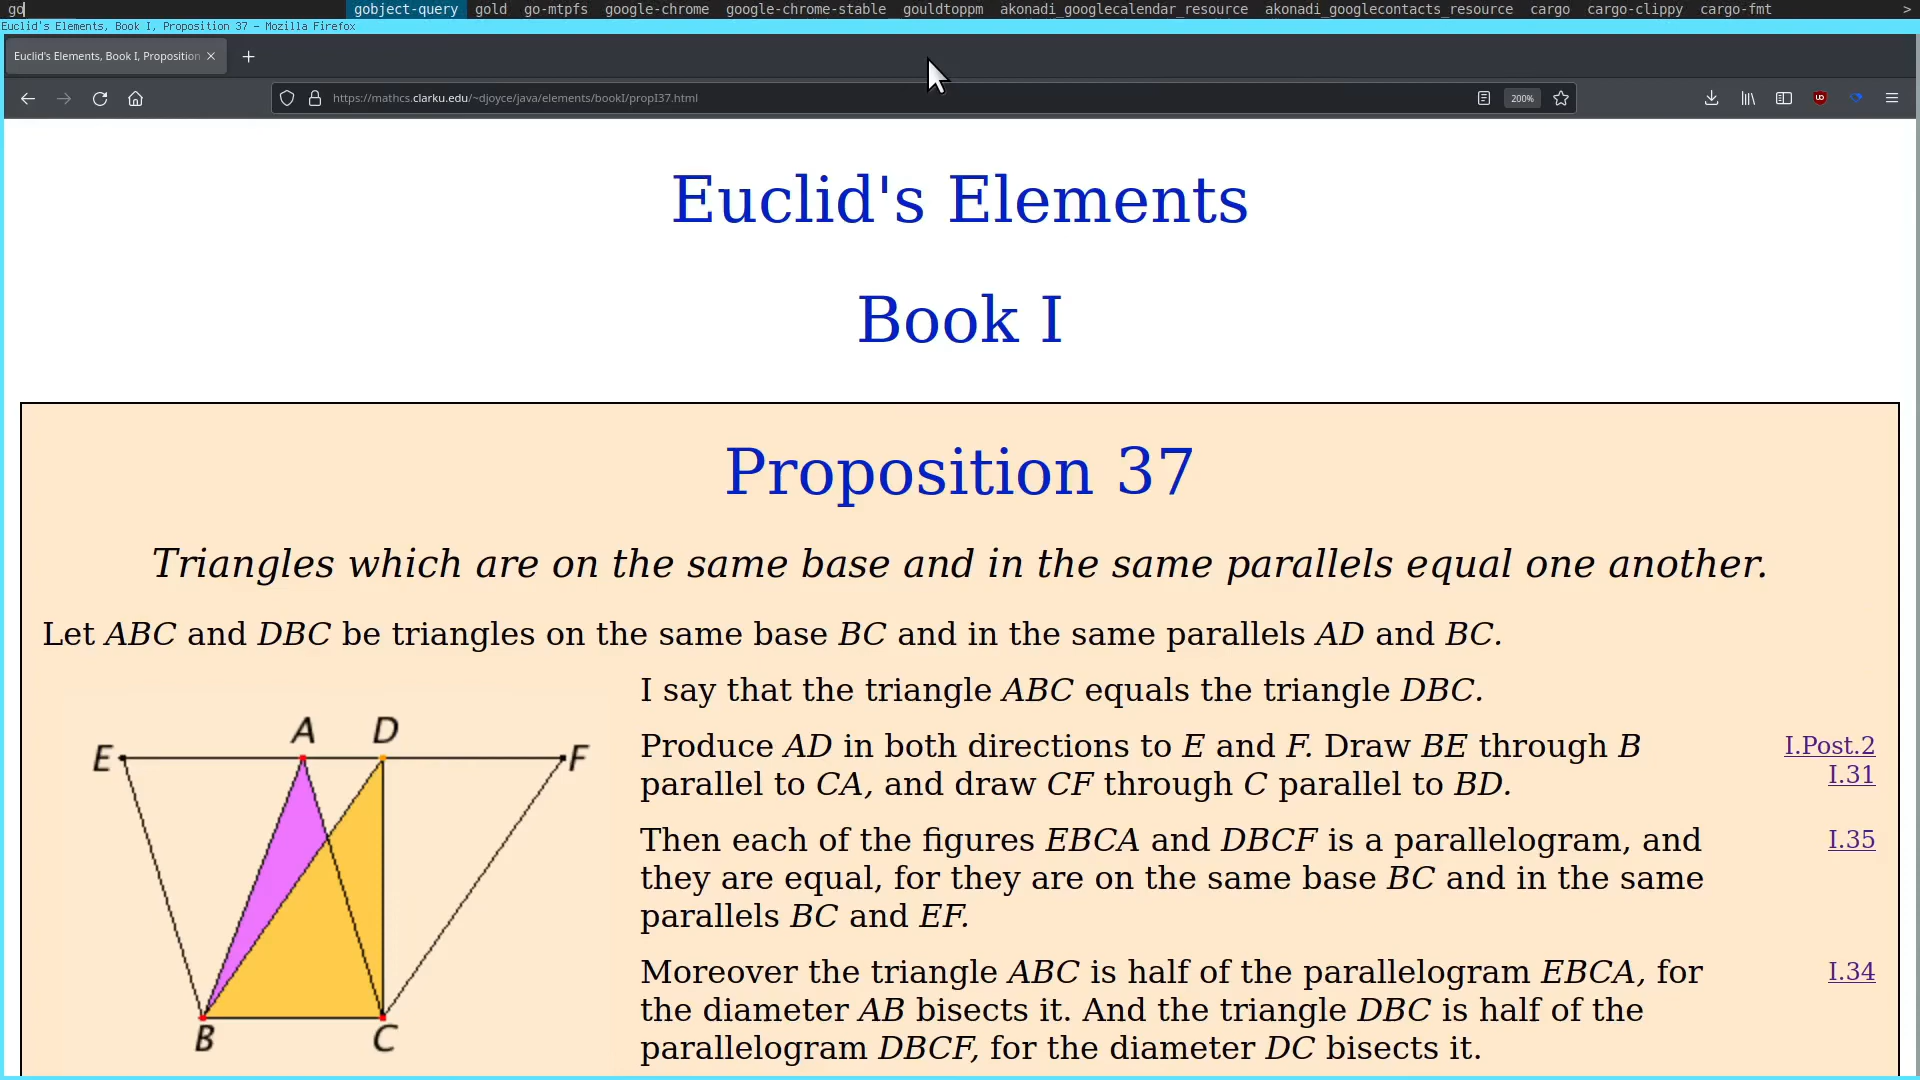 go gobject-query gold go-mtpfs google-chrome google-chrome-stable gouldtoppm akonadi_googlecalendar_resource akonadi_googlecontacts_resource cargo cargo-clippy cargo-fmt >
Euclid's Elements, Book I, Proposition 37 — Mozilla Firefox
Euclid's Elements, Book I, Proposition
https://mathcs.clarku.edu/~djoyce/java/elements/bookI/propI37.html 200%
Euclid's Elements
Book I
Proposition 37
Triangles which are on the same base and in the same parallels equal one another.
Let ABC and DBC be triangles on the same base BC and in the same parallels AD and BC.
I say that the triangle ABC equals the triangle DBC.
Produce AD in both directions to E and F. Draw BE through B
parallel to CA, and draw CF through C parallel to BD.
I.Post.2
I.31
Then each of the figures EBCA and DBCF is a parallelogram, and
they are equal, for they are on the same base BC and in the same
parallels BC and EF.
I.35
Moreover the triangle ABC is half of the parallelogram EBCA, for
the diameter AB bisects it. And the triangle DBC is half of the
parallelogram DBCF, for the diameter DC bisects it.
I.34
A D
E F
B C